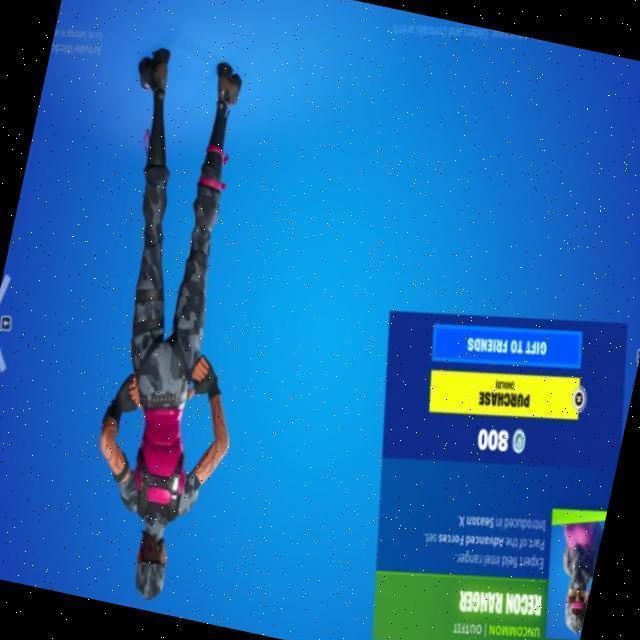 UNCOMMON | OUTFIT
RECON RANGER
Expert field intel ranger.
Part of the Advanced Forces set.
Introduced in Season X.
800
PURCHASE
(HOLD)
GIFT TO FRIENDS